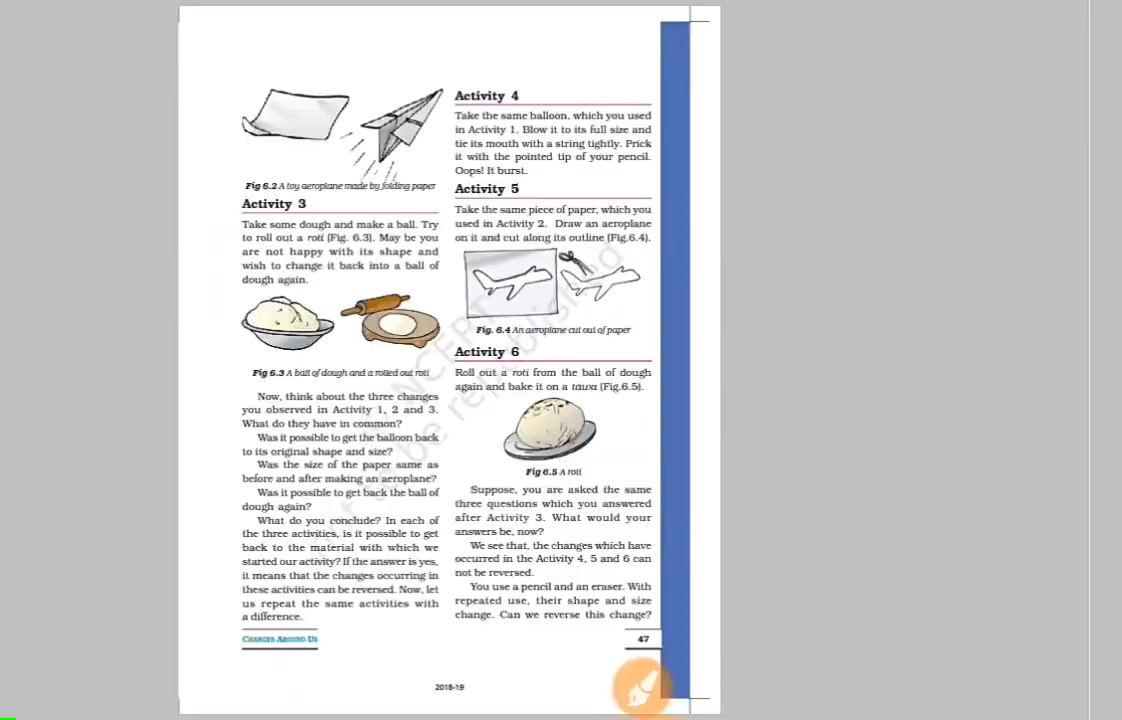 Fig 6.2 A toy aeroplane made by folding paper
Activity 3
Take some dough and make a ball. Try
to roll out a roti (Fig. 6.3). May be you
are not happy with its shape and
wish to change it back into a ball of
dough again.
Fig 6.3 A ball of dough and a rolled out roti
Now, think about the three changes
you observed in Activity 1, 2 and 3.
What do they have in common?
Was it possible to get the balloon back
to its original shape and size?
Was the size of the paper same as
before and after making an aeroplane?
Was it possible to get back the ball of
dough again?
What do you conclude? In each of
the three activities, is it possible to get
back to the material with which we
started our activity? If the answer is yes,
it means that the changes occurring in
these activities can be reversed. Now, let
us repeat the same activities with
a difference.
Activity 4
Take the same balloon, which you used
in Activity 1. Blow it to its full size and
tie its mouth with a string tightly. Prick
it with the pointed tip of your pencil.
Oops! It burst.
Activity 5
Take the same piece of paper, which you
used in Activity 2. Draw an aeroplane
on it and cut along its outline (Fig.6.4).
Fig. 6.4 An aeroplane cut out of paper
Activity 6
Roll out a roti from the ball of dough
again and bake it on a tawa (Fig.6.5).
Fig 6.5 A roti
Suppose, you are asked the same
three questions which you answered
after Activity 3. What would your
answers be, now?
We see that, the changes which have
occurred in the Activity 4, 5 and 6 can
not be reversed.
You use a pencil and an eraser. With
repeated use, their shape and size
change. Can we reverse this change?
CHANGES AROUND US
47
2018-19
NCERT
be republished